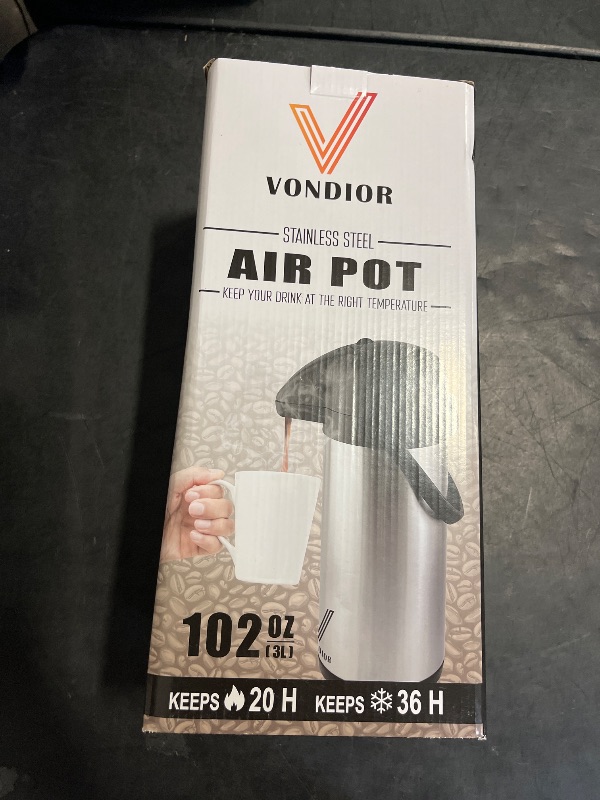 VONDIOR
STAINLESS STEEL
AIR POT
KEEP YOUR DRINK AT THE RIGHT TEMPERATURE
102 OZ
(3L)
KEEPS 20 H KEEPS 36 H